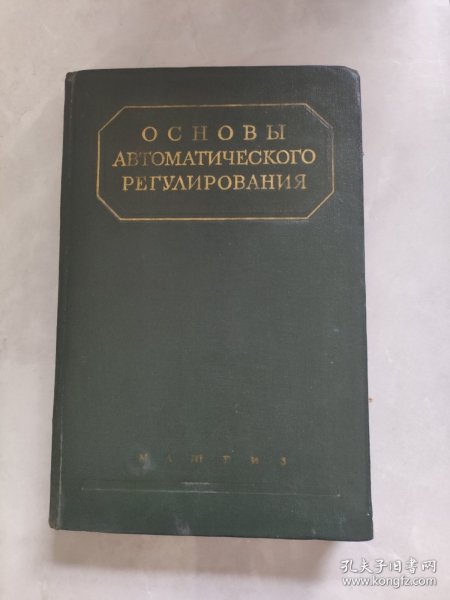 ОСНОВЫ
АВТОМАТИЧЕСКОГО
РЕГУЛИРОВАНИЯ
МАШГИЗ
孔夫子旧书网
www.kongfz.com